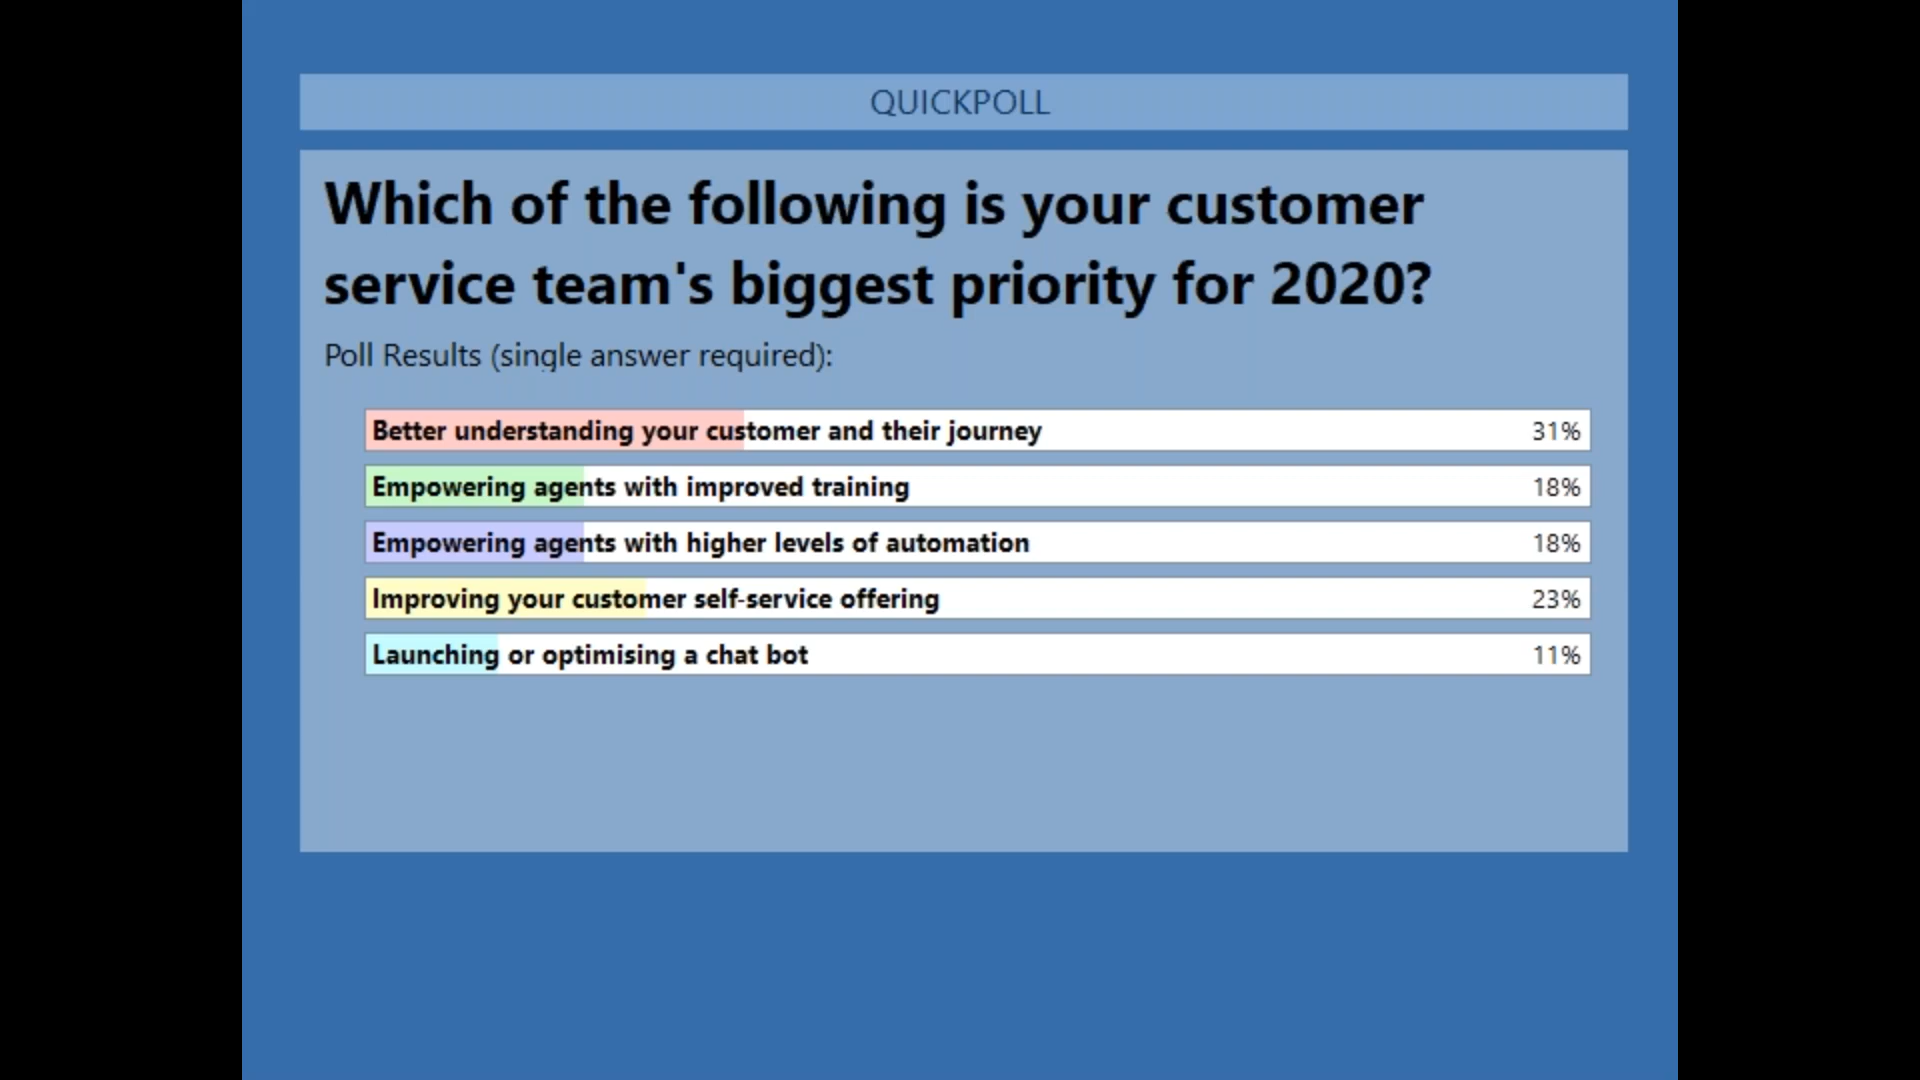 QUICKPOLL
Which of the following is your customer
service team's biggest priority for 2020?
Poll Results (single answer required):
Better understanding your customer and their journey 31%
Empowering agents with improved training 18%
Empowering agents with higher levels of automation 18%
Improving your customer self-service offering 23%
Launching or optimising a chat bot 11%